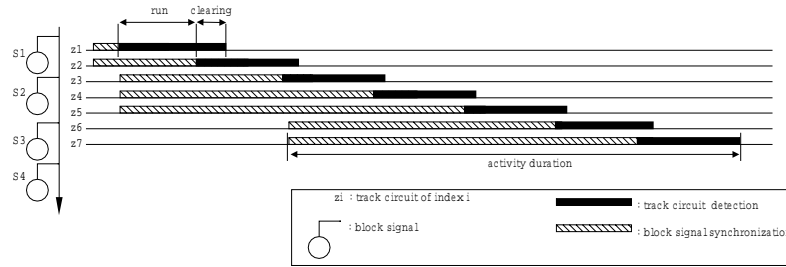 run clearing
S1
z1
z2
z3
S2
z4
z5
z6
S3
z7
activity duration
S4
zi : track circuit of index i
: track circuit detection
: block signal
: block signal synchronization